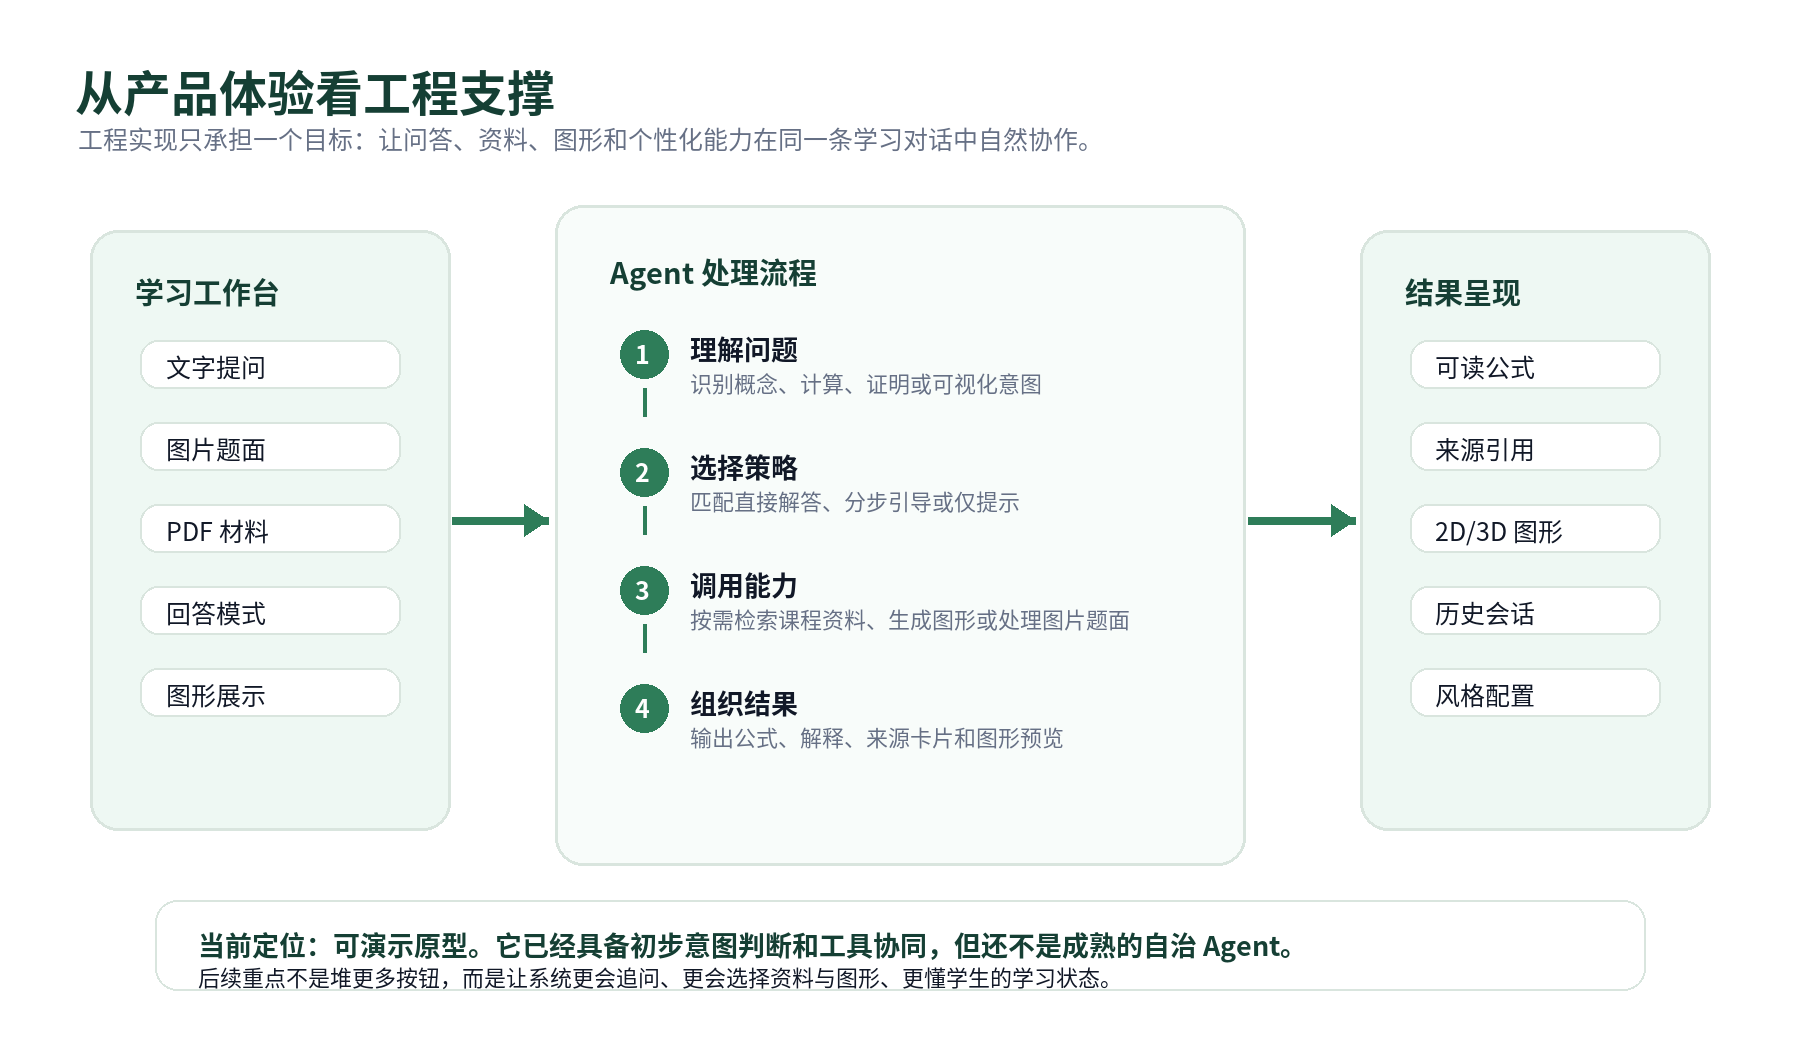 从产品体验看工程支撑
工程实现只承担一个目标：让问答、资料、图形和个性化能力在同一条学习对话中自然协作。
学习工作台
文字提问
图片题面
PDF 材料
回答模式
图形展示
Agent 处理流程
1
理解问题
识别概念、计算、证明或可视化意图
2
选择策略
匹配直接解答、分步引导或仅提示
3
调用能力
按需检索课程资料、生成图形或处理图片题面
4
组织结果
输出公式、解释、来源卡片和图形预览
结果呈现
可读公式
来源引用
2D/3D 图形
历史会话
风格配置
当前定位：可演示原型。它已经具备初步意图判断和工具协同，但还不是成熟的自治 Agent。
后续重点不是堆更多按钮，而是让系统更会追问、更会选择资料与图形、更懂学生的学习状态。